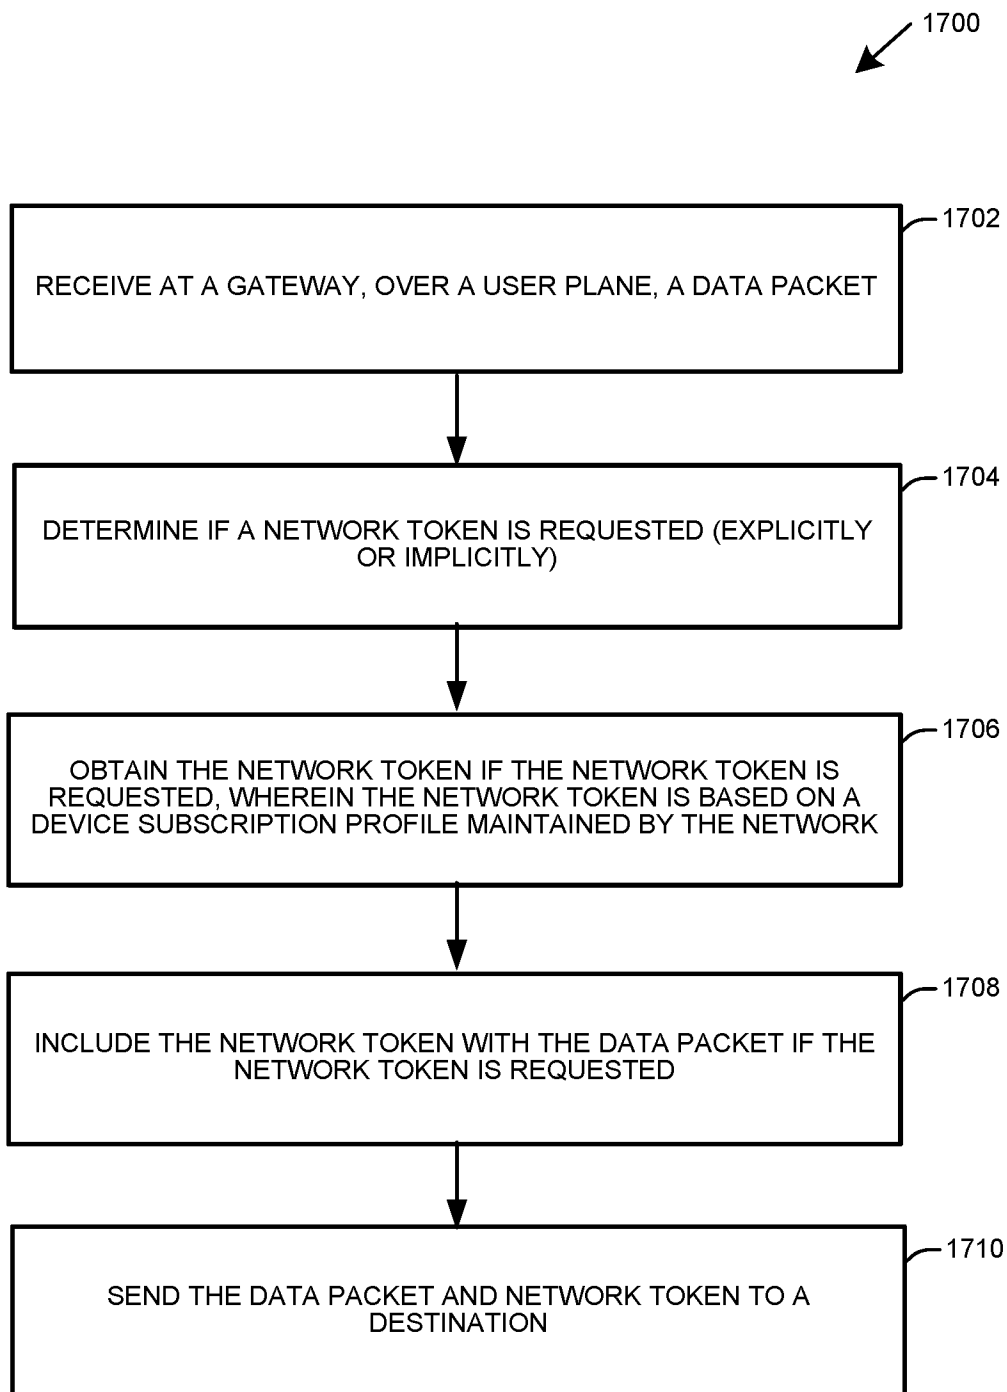 1700
1702
RECEIVE AT A GATEWAY, OVER A USER PLANE, A DATA PACKET
1704
DETERMINE IF A NETWORK TOKEN IS REQUESTED (EXPLICITLY
OR IMPLICITLY)
1706
OBTAIN THE NETWORK TOKEN IF THE NETWORK TOKEN IS
REQUESTED, WHEREIN THE NETWORK TOKEN IS BASED ON A
DEVICE SUBSCRIPTION PROFILE MAINTAINED BY THE NETWORK
1708
INCLUDE THE NETWORK TOKEN WITH THE DATA PACKET IF THE
NETWORK TOKEN IS REQUESTED
1710
SEND THE DATA PACKET AND NETWORK TOKEN TO A
DESTINATION